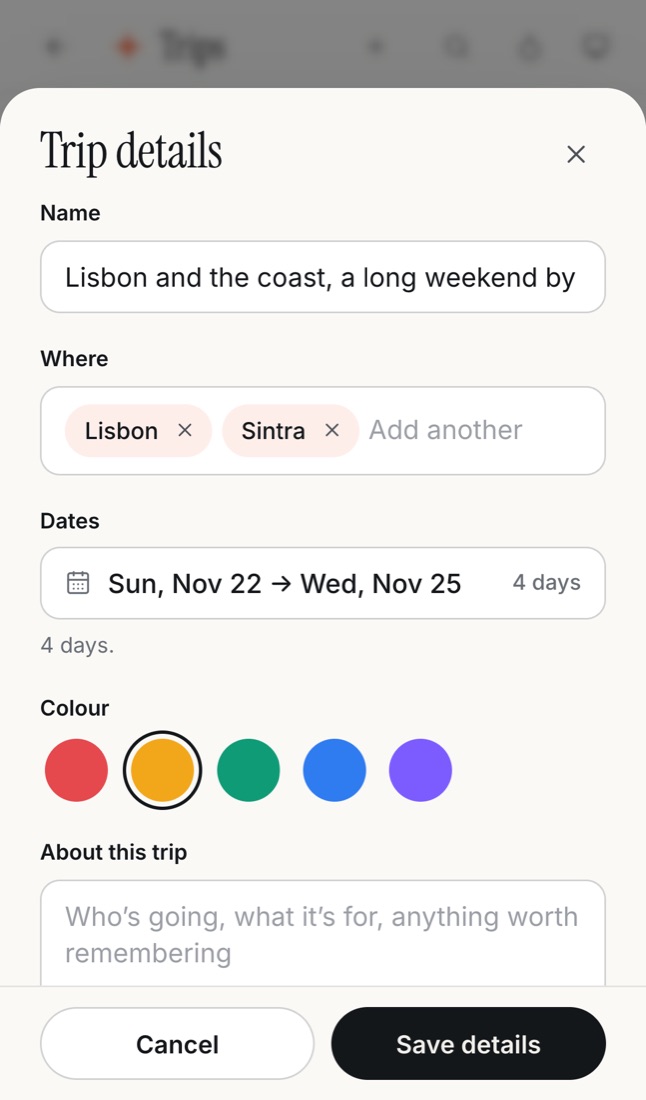 Trips
Trip details
Name
Lisbon and the coast, a long weekend by
Where
Lisbon Sintra Add another
Dates
Sun, Nov 22 → Wed, Nov 25 4 days
4 days.
Colour
About this trip
Who’s going, what it’s for, anything worth
remembering
Cancel Save details